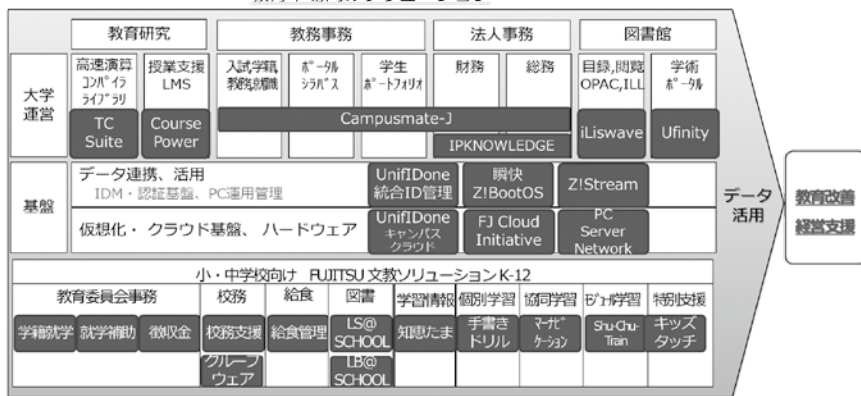 教育研究
教務事務
法人事務
図書館
大学
運営
高速演算
コンパイラ
ライブラリ
授業支援
LMS
入試学籍,
教務,就職
ポータル
シラバス
学生
ポートフォリオ
財務
総務
目録,閲覧
OPAC,ILL
学術
ポータル
TC
Suite
Course
Power
Campusmate-J
IPKNOWLEDGE
iLiswave
Ufinity
基盤
データ連携、活用
IDM・認証基盤、PC運用管理
UnifIDone
統合ID管理
瞬快
Z!BootOS
Z!Stream
仮想化・クラウド基盤、ハードウェア
UnifIDone
キャンパス
クラウド
FJ Cloud
Initiative
PC
Server
Network
データ
活用
教育改善
経営支援
小・中学校向け FUJITSU 文教ソリューション K-12
教育委員会事務
校務
給食
図書
学習情報
個別学習
協同学習
モジュール学習
特別支援
学籍就学
就学補助
徴収金
校務支援
給食管理
LS@
SCHOOL
知恵たま
手書き
ドリル
マーナビ
ケーション
Shu-Chu-
Train
キッズ
タッチ
グループ
ウェア
LB@
SCHOOL